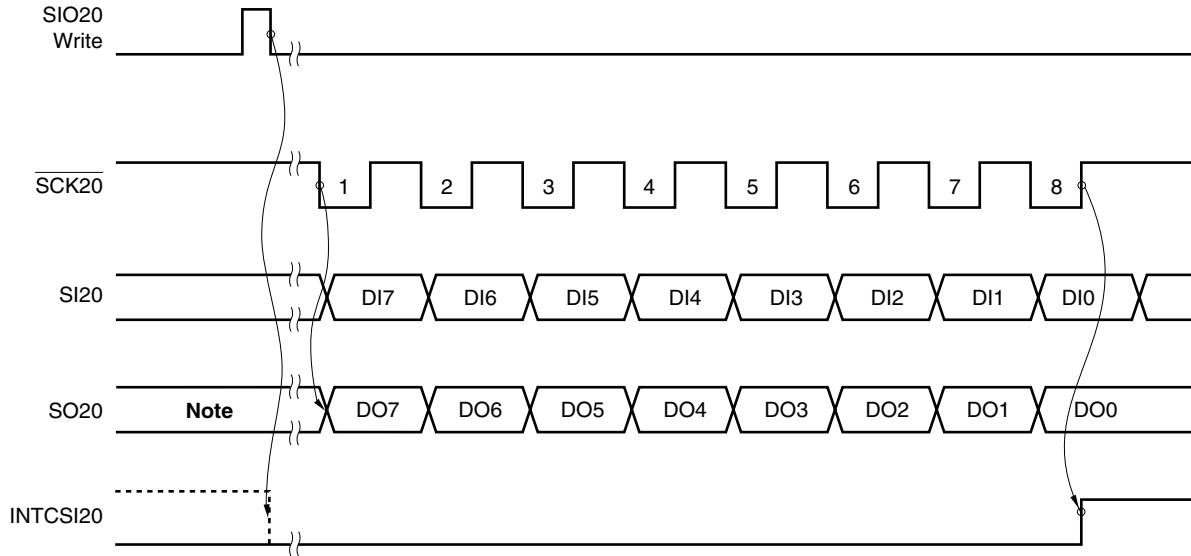 SIO20
Write
SCK20
1 2 3 4 5 6 7 8
SI20
DI7 DI6 DI5 DI4 DI3 DI2 DI1 DI0
SO20
Note
DO7 DO6 DO5 DO4 DO3 DO2 DO1 DO0
INTCSI20